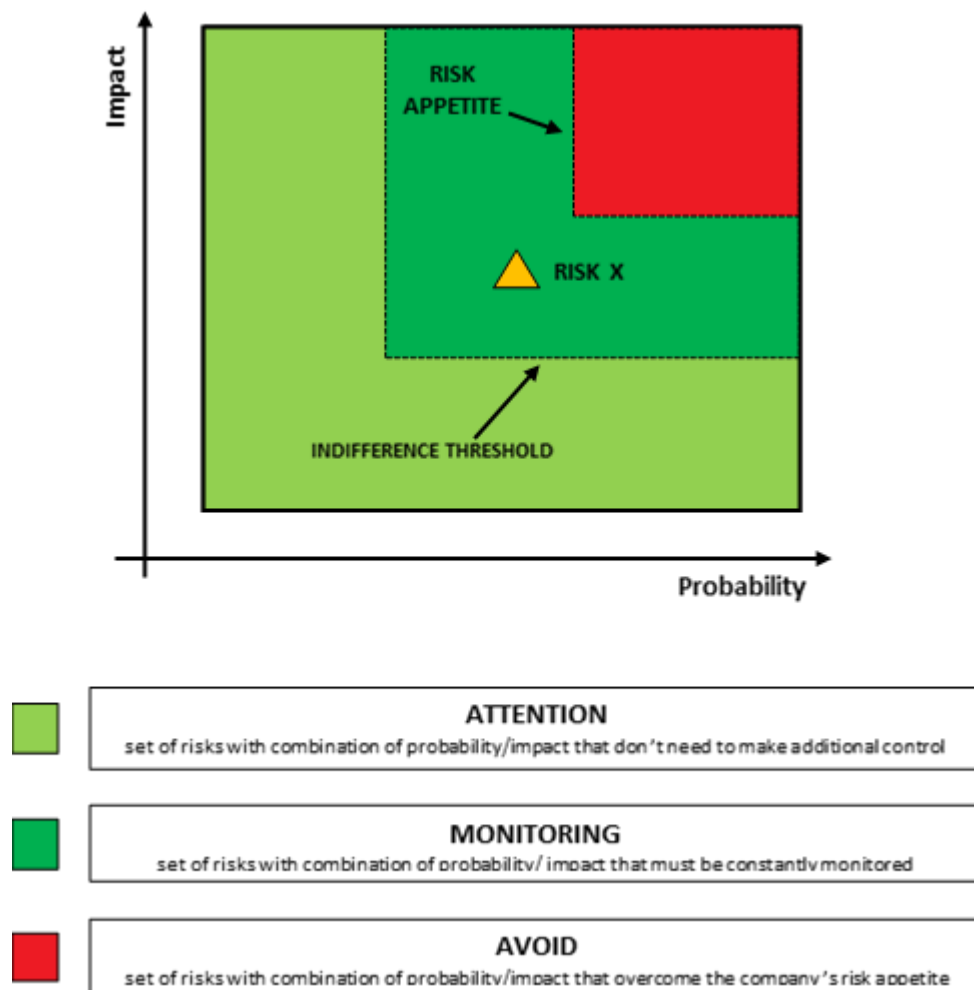 Impact
RISK
APPETITE
RISK X
INDIFFERENCE THRESHOLD
Probability
ATTENTION
set of risks with combination of probability/impact that don't need to make additional control
MONITORING
set of risks with combination of probability/ impact that must be constantly monitored
AVOID
set of risks with combination of probability/impact that overcome the company's risk appetite